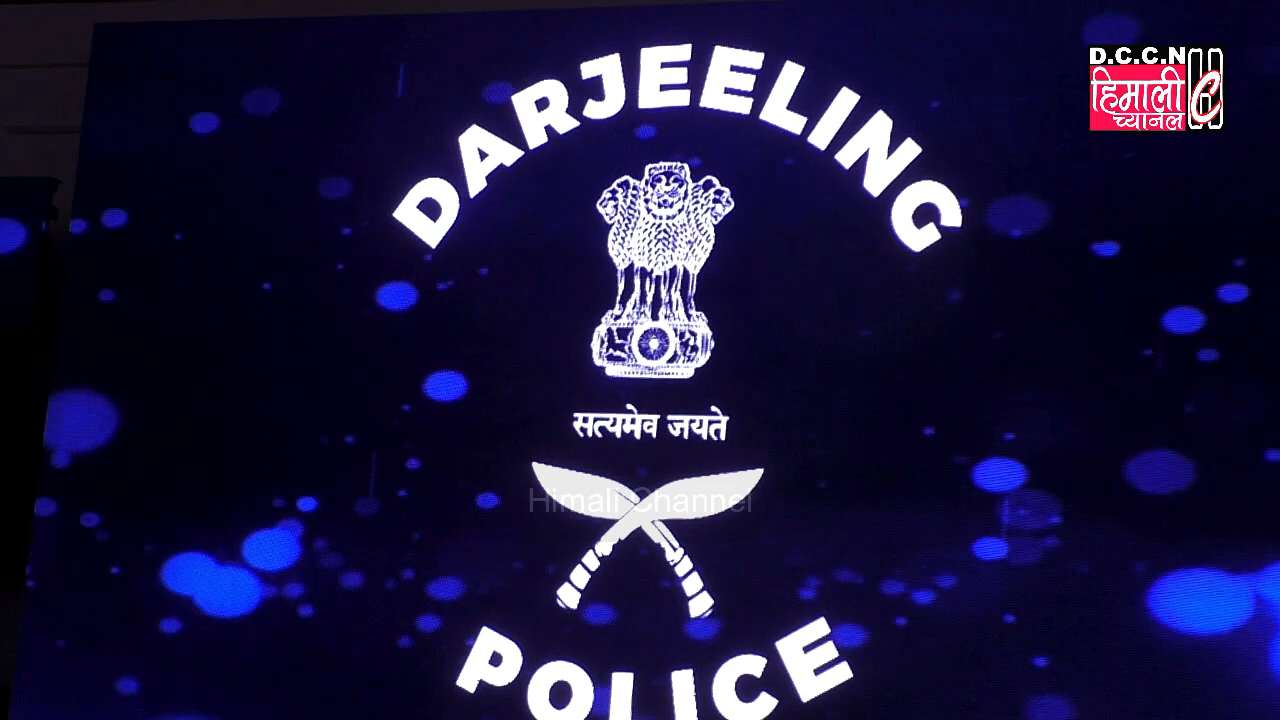 D.C.C.N
हिमाली
च्यानल
DARJEELING
सत्यमेव जयते
Himali Channel
POLICE